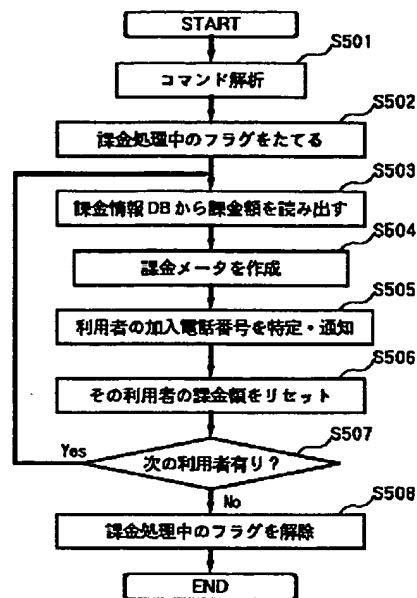 START
S501
コマンド解析
S502
課金処理中のフラグをたてる
S503
課金情報DBから課金額を読み出す
S504
課金メータを作成
S505
利用者の加入電話番号を特定・通知
S506
その利用者の課金額をリセット
S507
Yes
次の利用者有り?
No
S508
課金処理中のフラグを解除
END